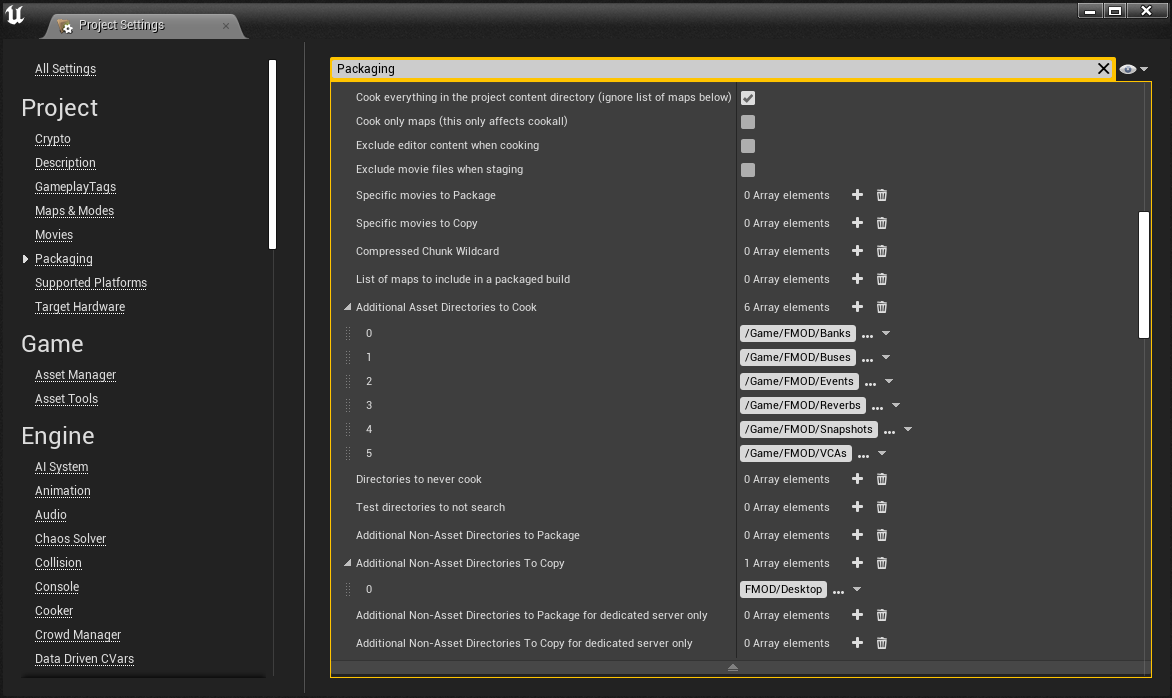 Project Settings
All Settings
Project
Crypto
Description
GameplayTags
Maps & Modes
Movies
Packaging
Supported Platforms
Target Hardware
Game
Asset Manager
Asset Tools
Engine
AI System
Animation
Audio
Chaos Solver
Collision
Console
Cooker
Crowd Manager
Data Driven CVars
Packaging
Cook everything in the project content directory (ignore list of maps below)
Cook only maps (this only affects cookall)
Exclude editor content when cooking
Exclude movie files when staging
Specific movies to Package 0 Array elements
Specific movies to Copy 0 Array elements
Compressed Chunk Wildcard 0 Array elements
List of maps to include in a packaged build 0 Array elements
Additional Asset Directories to Cook 6 Array elements
0 /Game/FMOD/Banks ...
1 /Game/FMOD/Buses ...
2 /Game/FMOD/Events ...
3 /Game/FMOD/Reverbs ...
4 /Game/FMOD/Snapshots ...
5 /Game/FMOD/VCAs ...
Directories to never cook 0 Array elements
Test directories to not search 0 Array elements
Additional Non-Asset Directories to Package 0 Array elements
Additional Non-Asset Directories To Copy 1 Array elements
0 FMOD/Desktop ...
Additional Non-Asset Directories to Package for dedicated server only 0 Array elements
Additional Non-Asset Directories To Copy for dedicated server only 0 Array elements